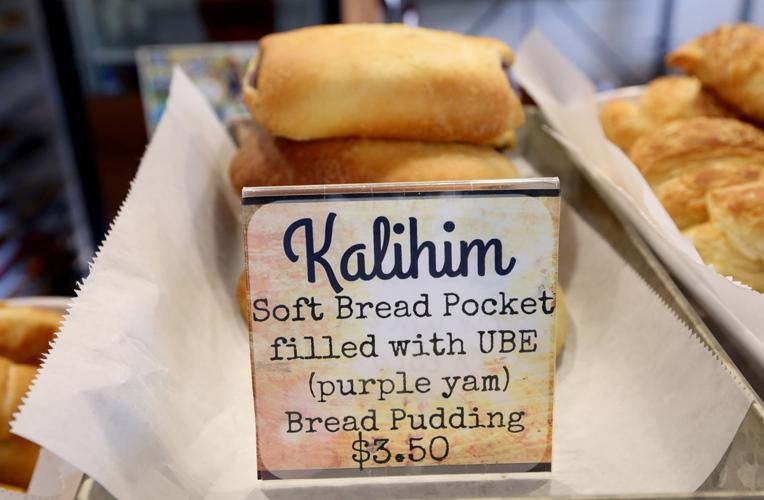 Kalihim
Soft Bread Pocket
filled with UBE
(purple yam)
Bread Pudding
$3.50